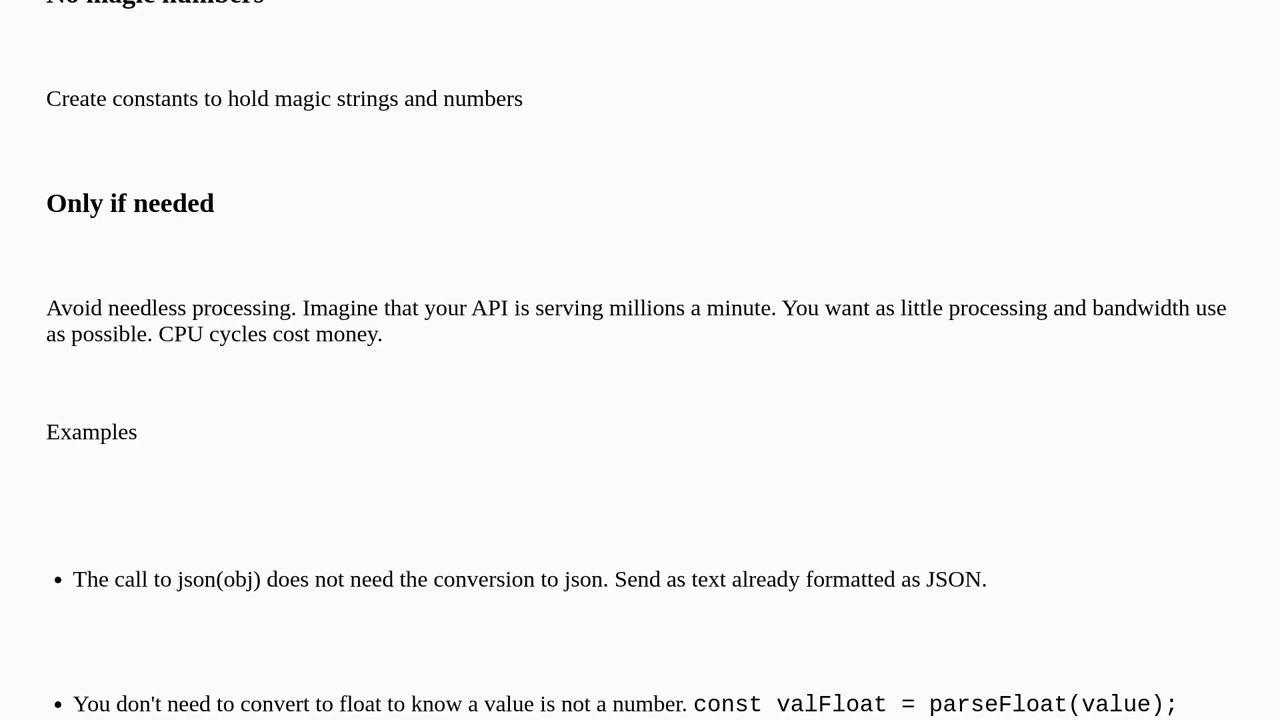 No magic numbers
Create constants to hold magic strings and numbers
Only if needed
Avoid needless processing. Imagine that your API is serving millions a minute. You want as little processing and bandwidth use
as possible. CPU cycles cost money.
Examples
• The call to json(obj) does not need the conversion to json. Send as text already formatted as JSON.
• You don't need to convert to float to know a value is not a number. const valFloat = parseFloat(value);